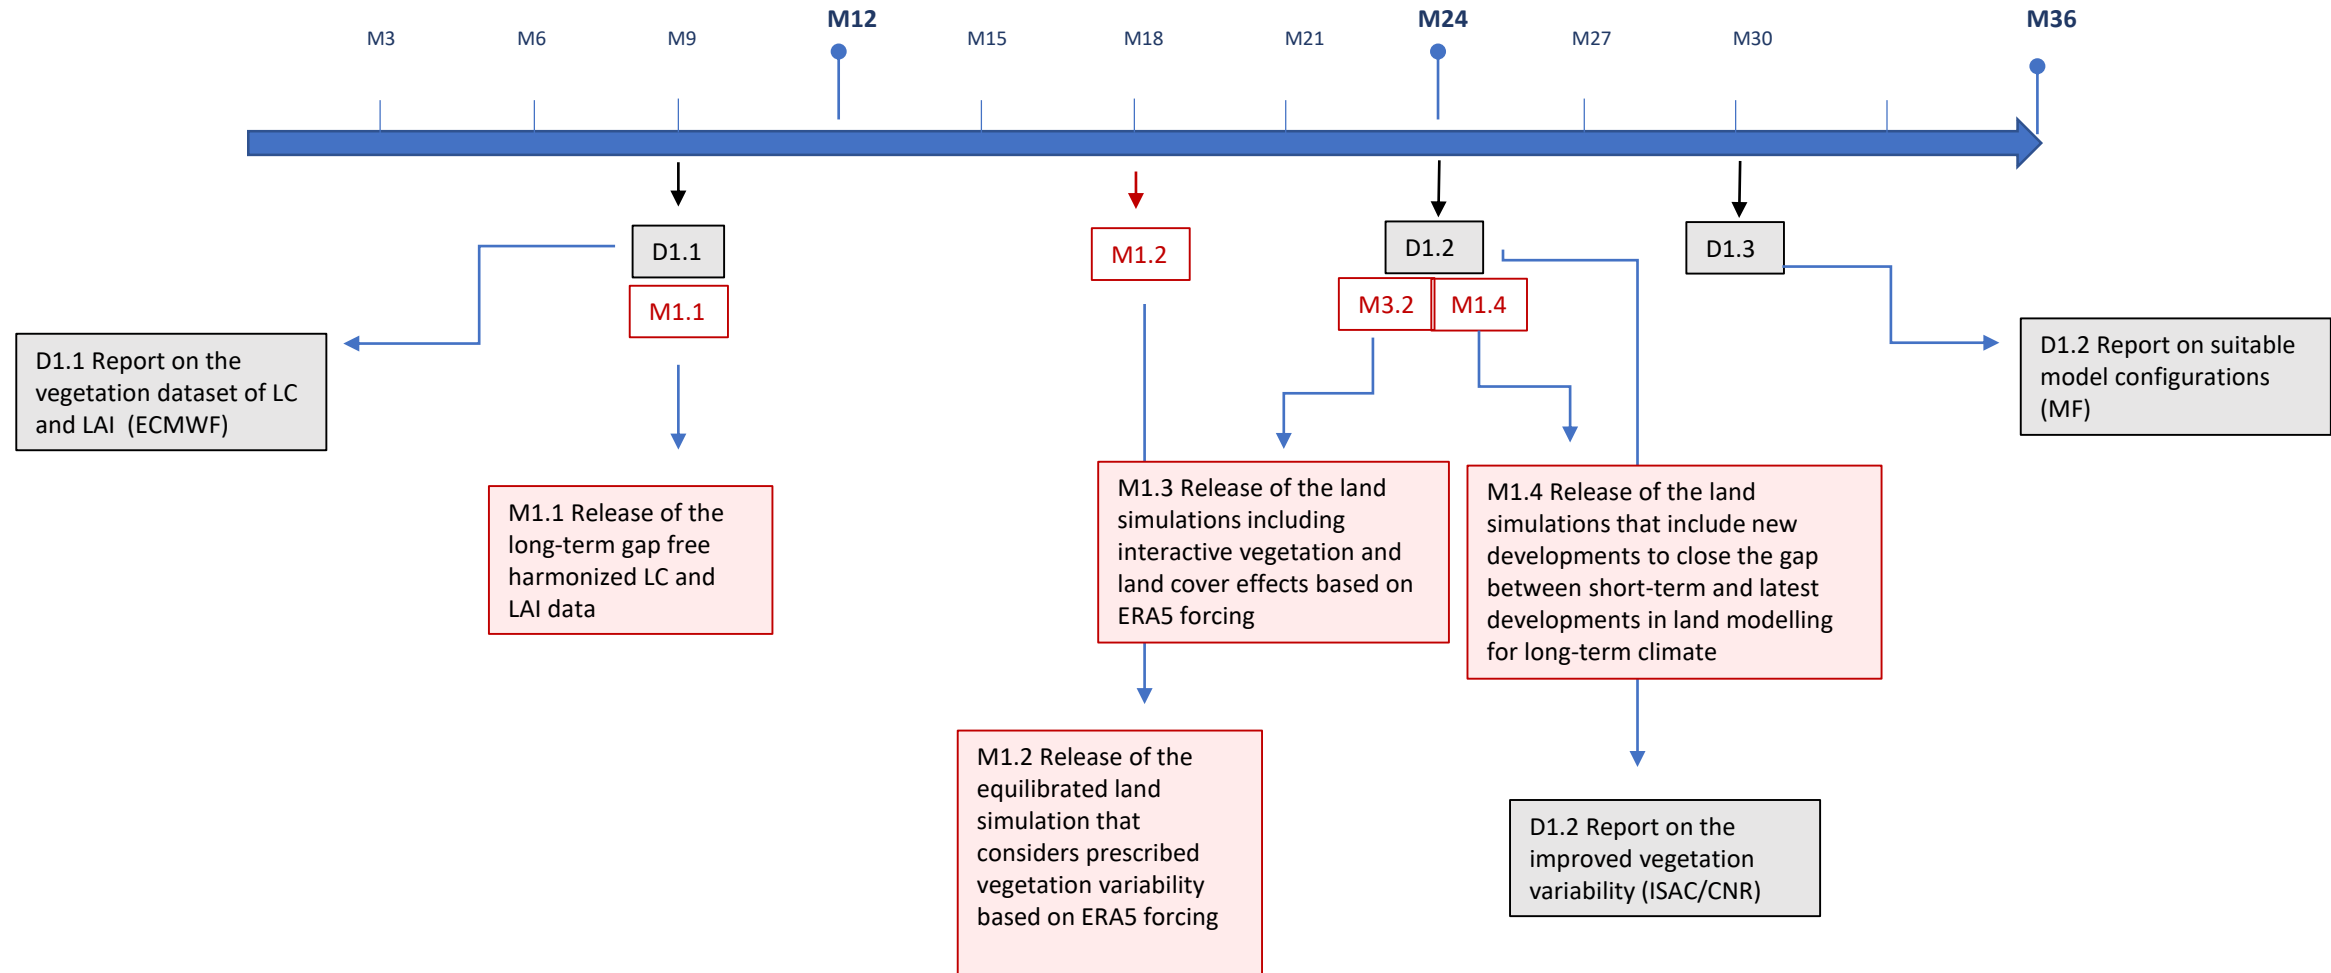 M12
M24
M36
M3
M6
M9
M15
M18
M21
M27
M30
D1.1
M1.1
M1.2
D1.2
M3.2
M1.4
D1.3
D1.1 Report on the
vegetation dataset of LC
and LAI (ECMWF)
D1.2 Report on suitable
model configurations
(MF)
M1.1 Release of the
long-term gap free
harmonized LC and
LAI data
M1.3 Release of the land
simulations including
interactive vegetation and
land cover effects based on
ERA5 forcing
M1.4 Release of the land
simulations that include new
developments to close the gap
between short-term and latest
developments in land modelling
for long-term climate
M1.2 Release of the
equilibrated land
simulation that
considers prescribed
vegetation variability
based on ERA5 forcing
D1.2 Report on the
improved vegetation
variability (ISAC/CNR)